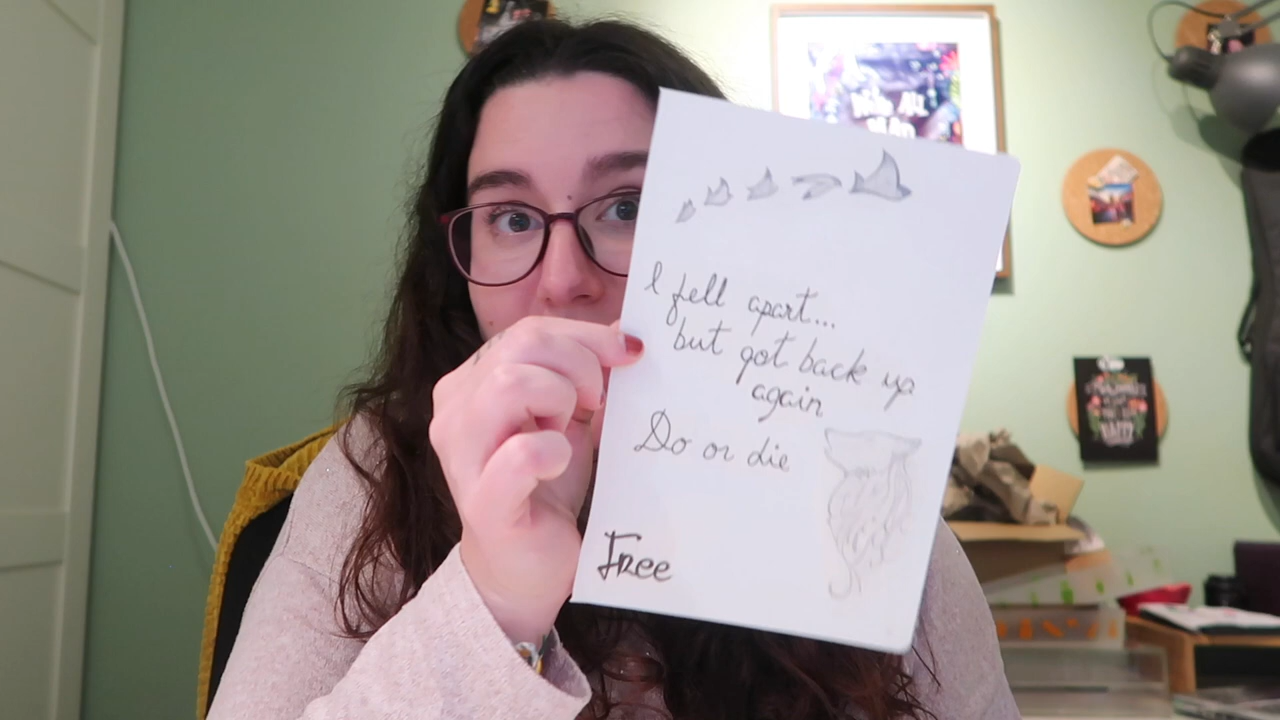 I fell apart...
but got back up
again
Do or die
Free